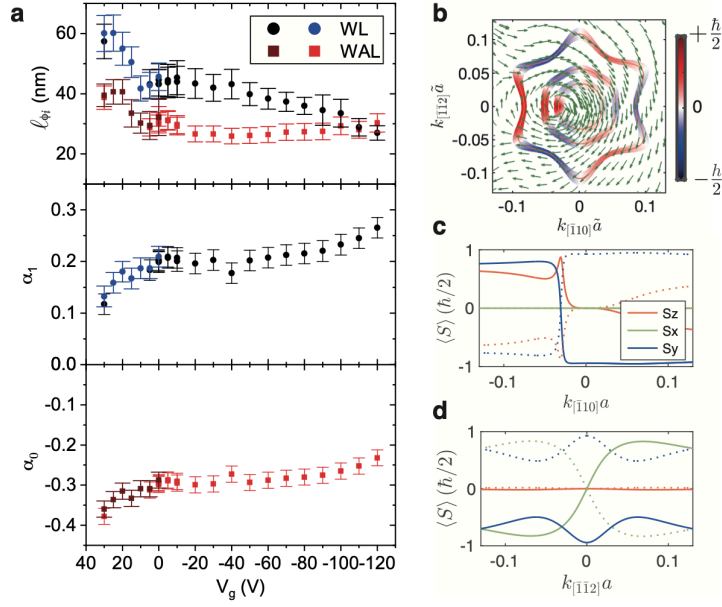 a
60
40
20
ℓϕi (nm)
WL
WAL
0.3
0.2
0.1
0.0
α1
-0.1
-0.2
-0.3
-0.4
α0
40 30 20 10 0 -20 -40 -60 -80 -100 -120
Vg (V)
b
0.1
0.05
0
-0.05
-0.1
k[1̄1̄2]ã
-0.1 0 0.1
k[1̄10]ã
+ħ/2
0
-ħ/2
c
1
0
-1
⟨S⟩ (ħ/2)
Sz
Sx
Sy
-0.1 0 0.1
k[1̄10]a
d
1
0
-1
⟨S⟩ (ħ/2)
-0.1 0 0.1
k[1̄1̄2]a